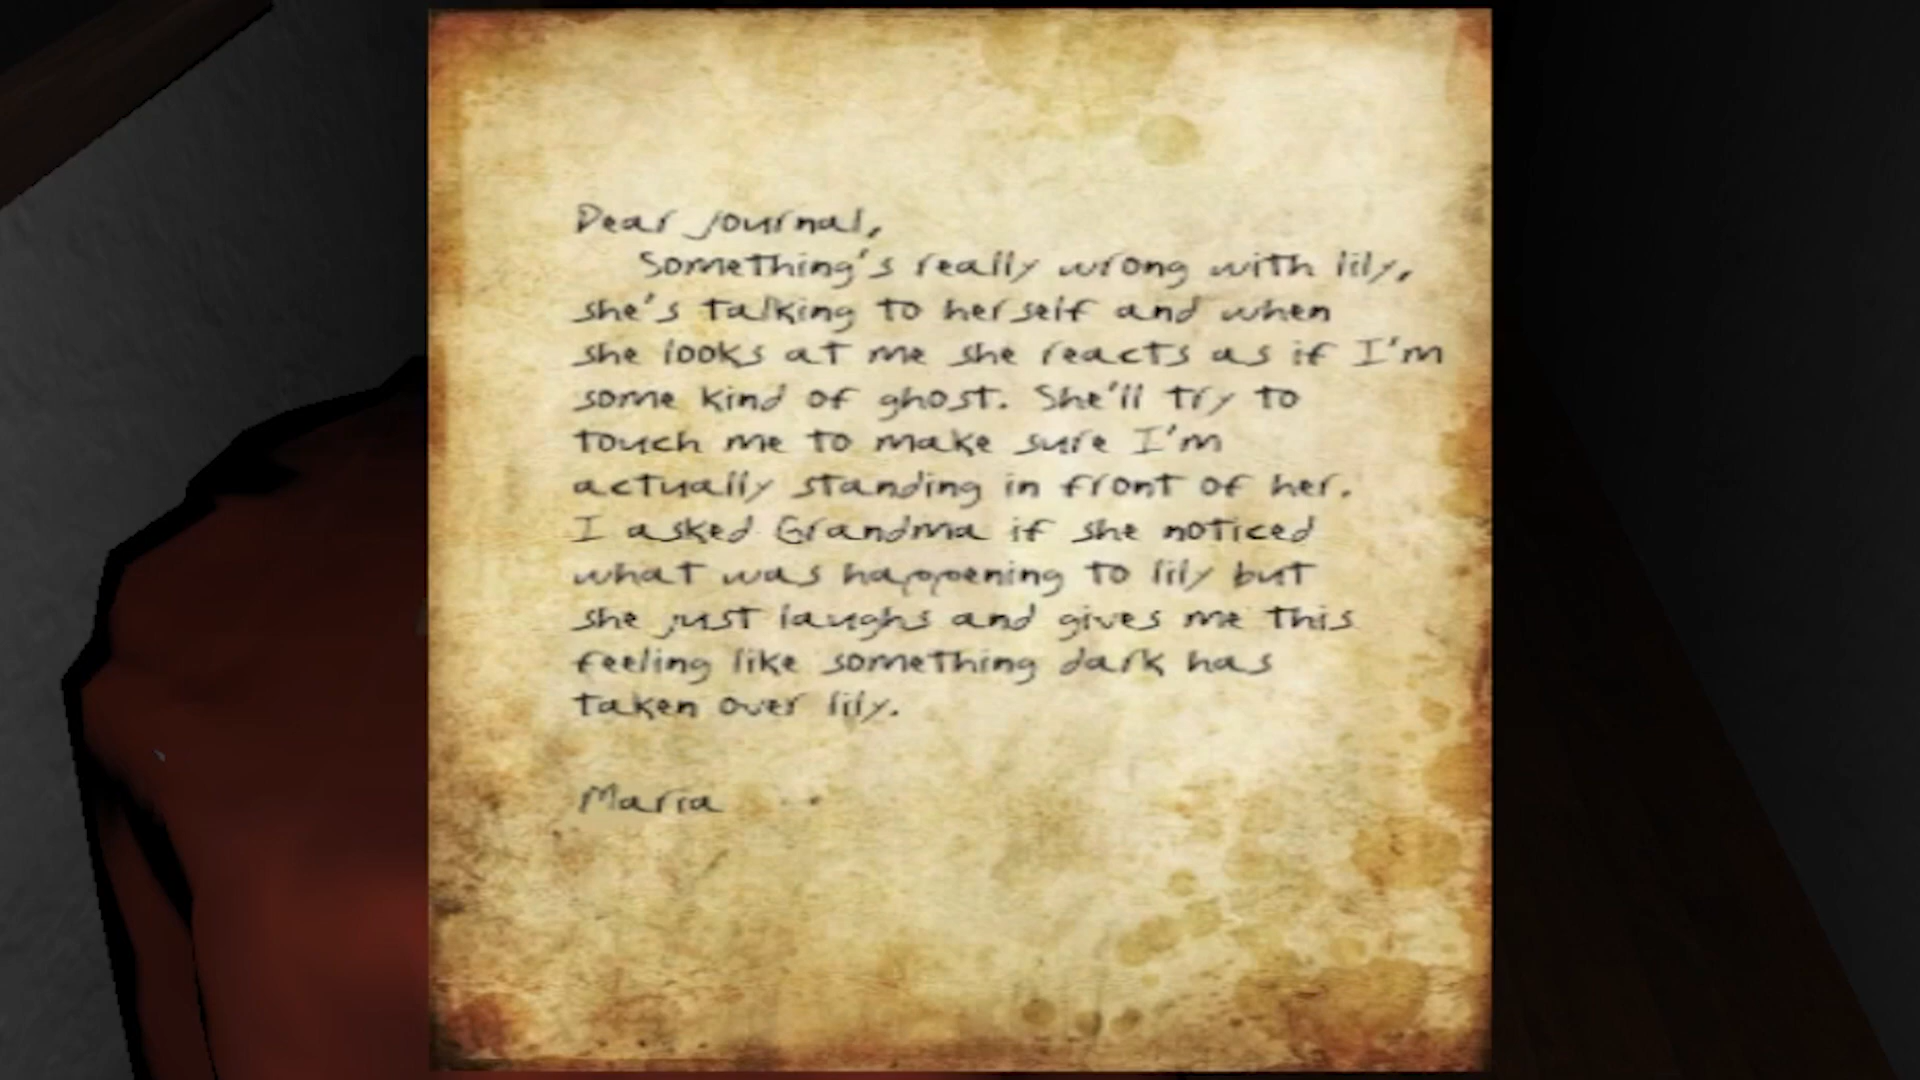 Dear journal,
Something's really wrong with lily,
she's talking to herself and when
she looks at me she reacts as if I'm
some kind of ghost. She'll try to
touch me to make sure I'm
actually standing in front of her.
I asked Grandma if she noticed
what was happening to lily but
she just laughs and gives me this
feeling like something dark has
taken over lily.
Maria